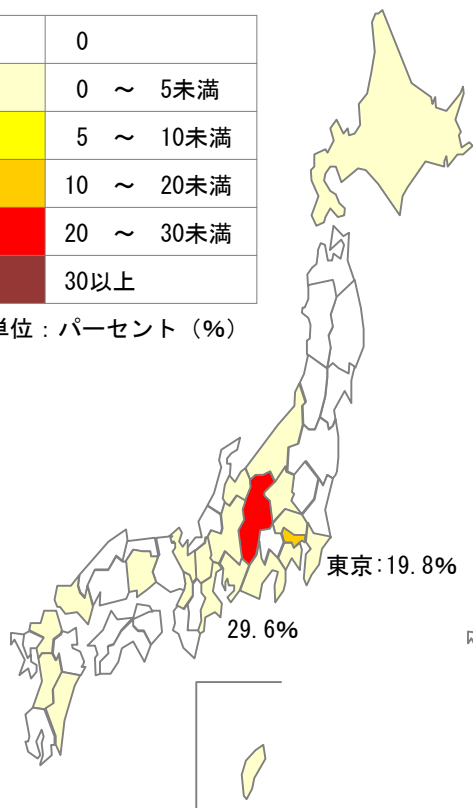 0
0 ～ 5未満
5 ～ 10未満
10 ～ 20未満
20 ～ 30未満
30以上
単位：パーセント（%）
東京：19.8%
29.6%